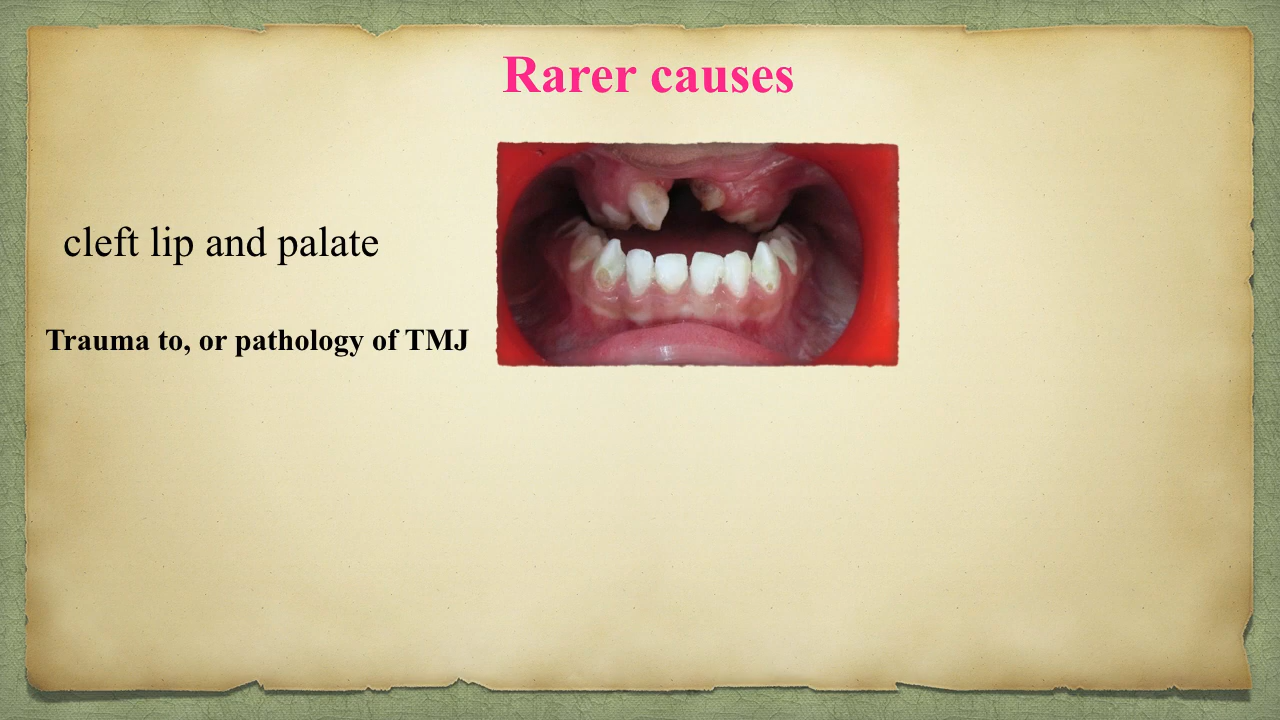 Rarer causes
cleft lip and palate
Trauma to, or pathology of TMJ